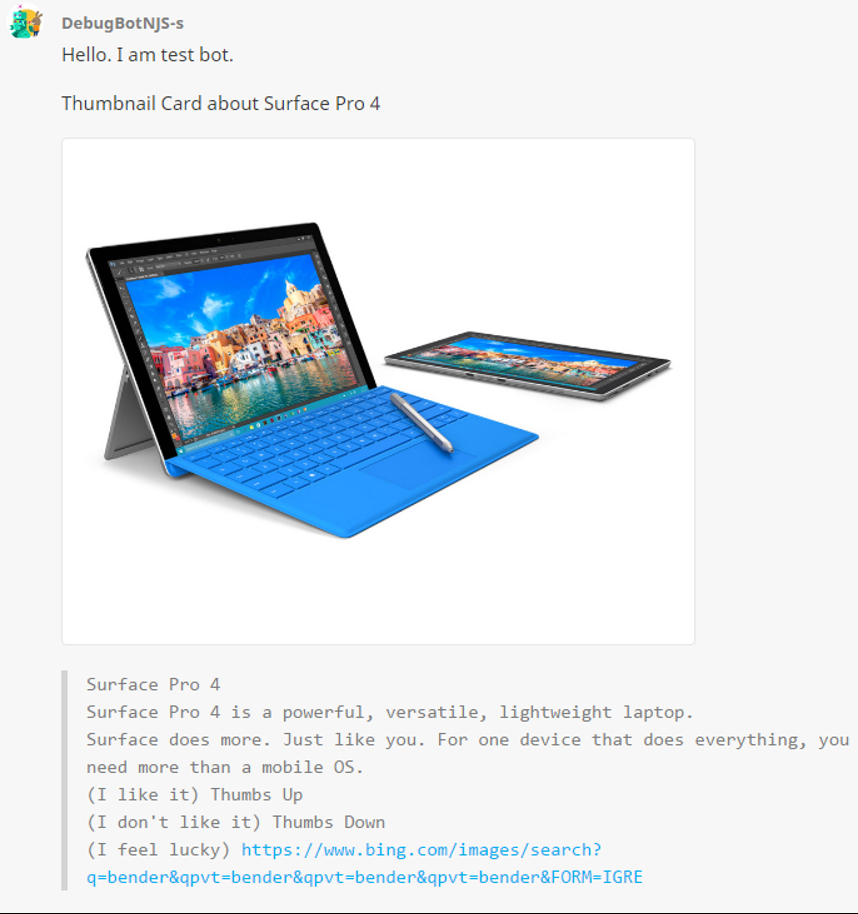 DebugBotNJS-s
Hello. I am test bot.
Thumbnail Card about Surface Pro 4
Surface Pro 4
Surface Pro 4 is a powerful, versatile, lightweight laptop.
Surface does more. Just like you. For one device that does everything, you
need more than a mobile OS.
(I like it) Thumbs Up
(I don't like it) Thumbs Down
(I feel lucky) https://www.bing.com/images/search?
q=bender&qpvt=bender&qpvt=bender&qpvt=bender&FORM=IGRE